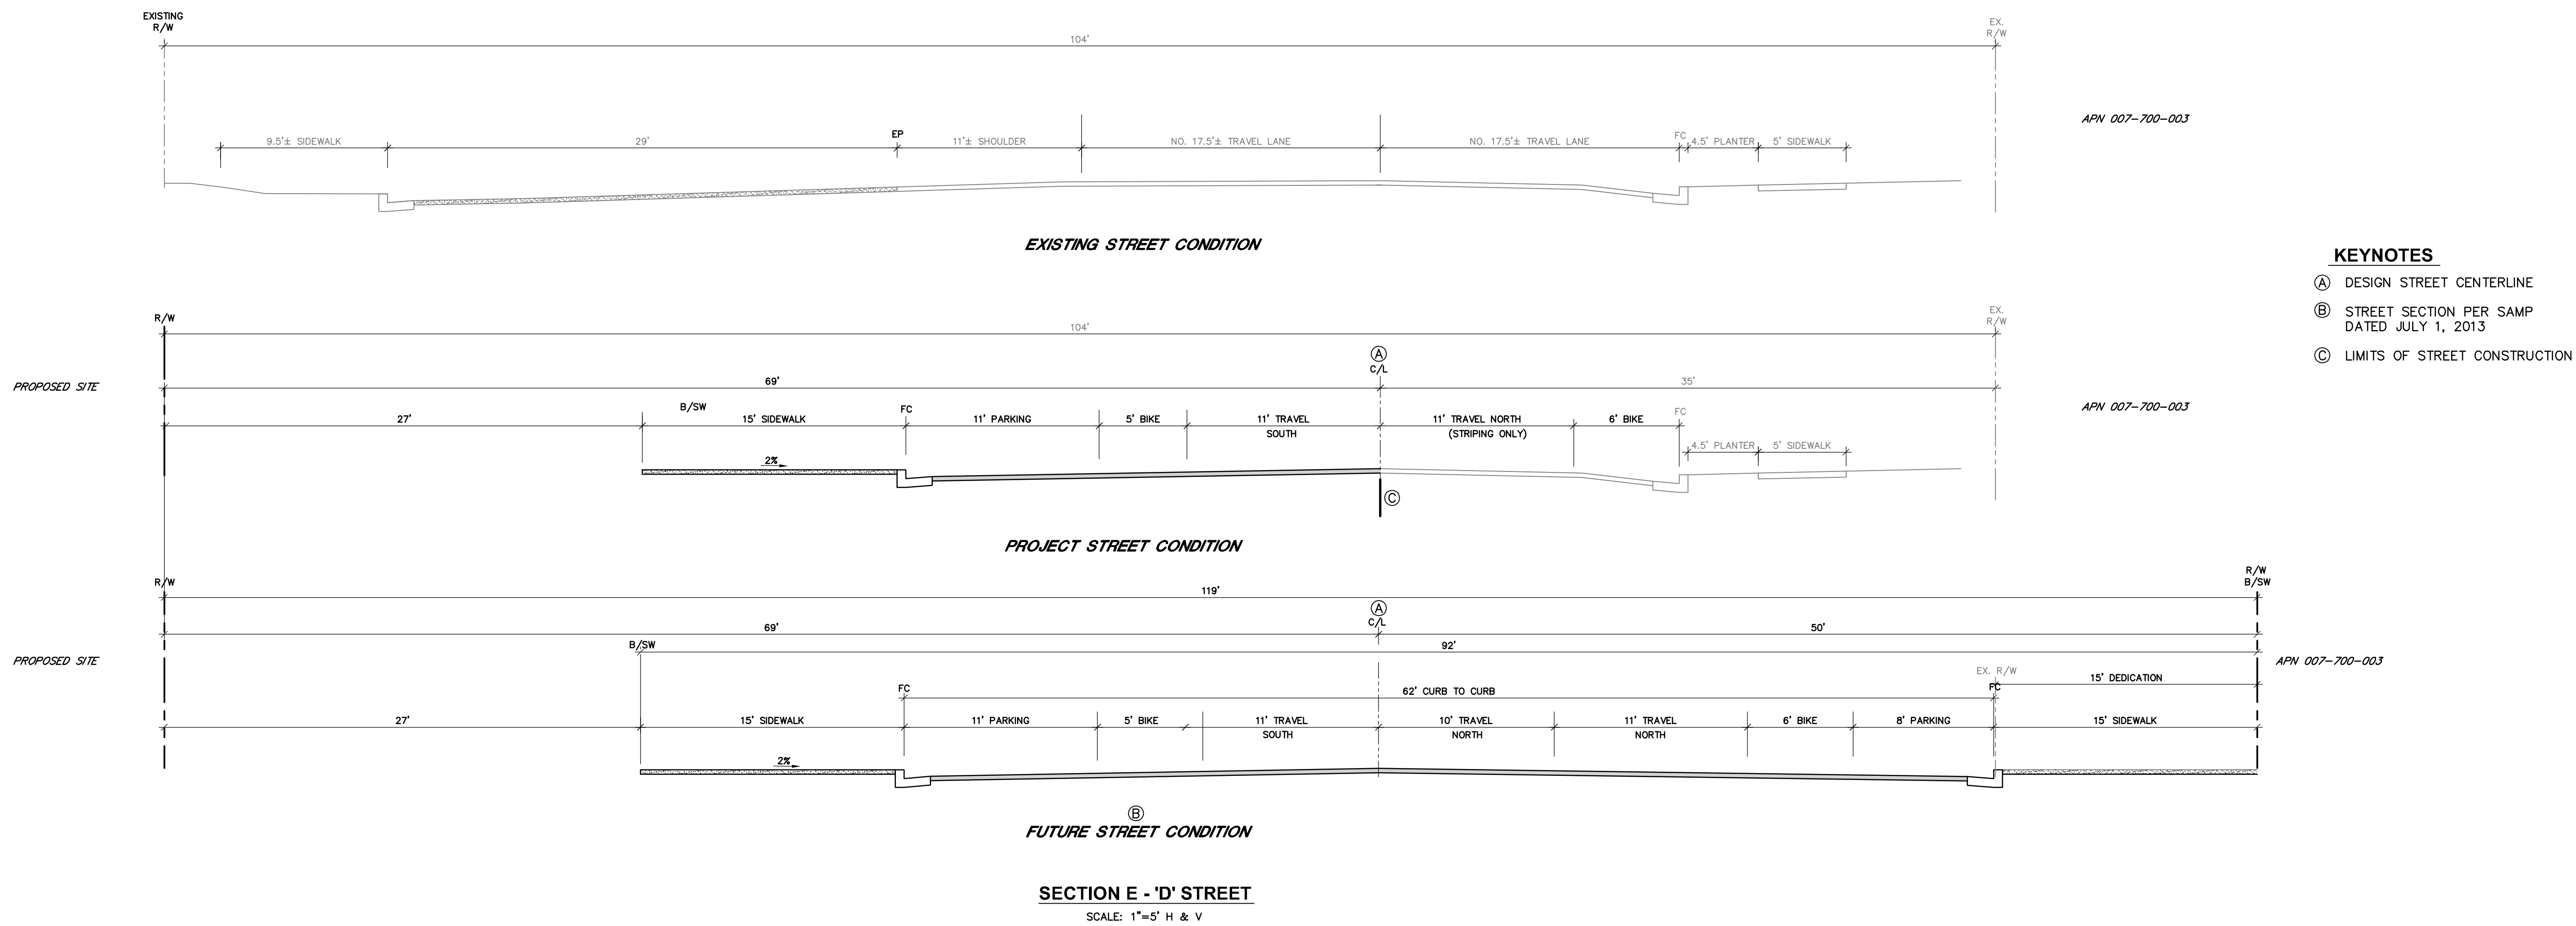 EXISTING
R/W
EX.
R/W
104'
APN 007-700-003
9.5'± SIDEWALK
29'
EP
11'± SHOULDER
NO. 17.5'± TRAVEL LANE
NO. 17.5'± TRAVEL LANE
FC
4.5' PLANTER
5' SIDEWALK
EXISTING STREET CONDITION
KEYNOTES
A DESIGN STREET CENTERLINE
B STREET SECTION PER SAMP
DATED JULY 1, 2013
C LIMITS OF STREET CONSTRUCTION
R/W
EX.
R/W
104'
A
C/L
PROPOSED SITE
69'
35'
APN 007-700-003
B/SW
FC
FC
27'
15' SIDEWALK
11' PARKING
5' BIKE
11' TRAVEL
SOUTH
11' TRAVEL NORTH
(STRIPING ONLY)
6' BIKE
4.5' PLANTER
5' SIDEWALK
2%
C
PROJECT STREET CONDITION
R/W
R/W
B/SW
119'
A
C/L
69'
50'
B/SW
92'
PROPOSED SITE
APN 007-700-003
EX. R/W
15' DEDICATION
FC
62' CURB TO CURB
FC
27'
15' SIDEWALK
11' PARKING
5' BIKE
11' TRAVEL
SOUTH
10' TRAVEL
NORTH
11' TRAVEL
NORTH
6' BIKE
8' PARKING
15' SIDEWALK
2%
B
FUTURE STREET CONDITION
SECTION E - 'D' STREET
SCALE: 1"=5' H & V